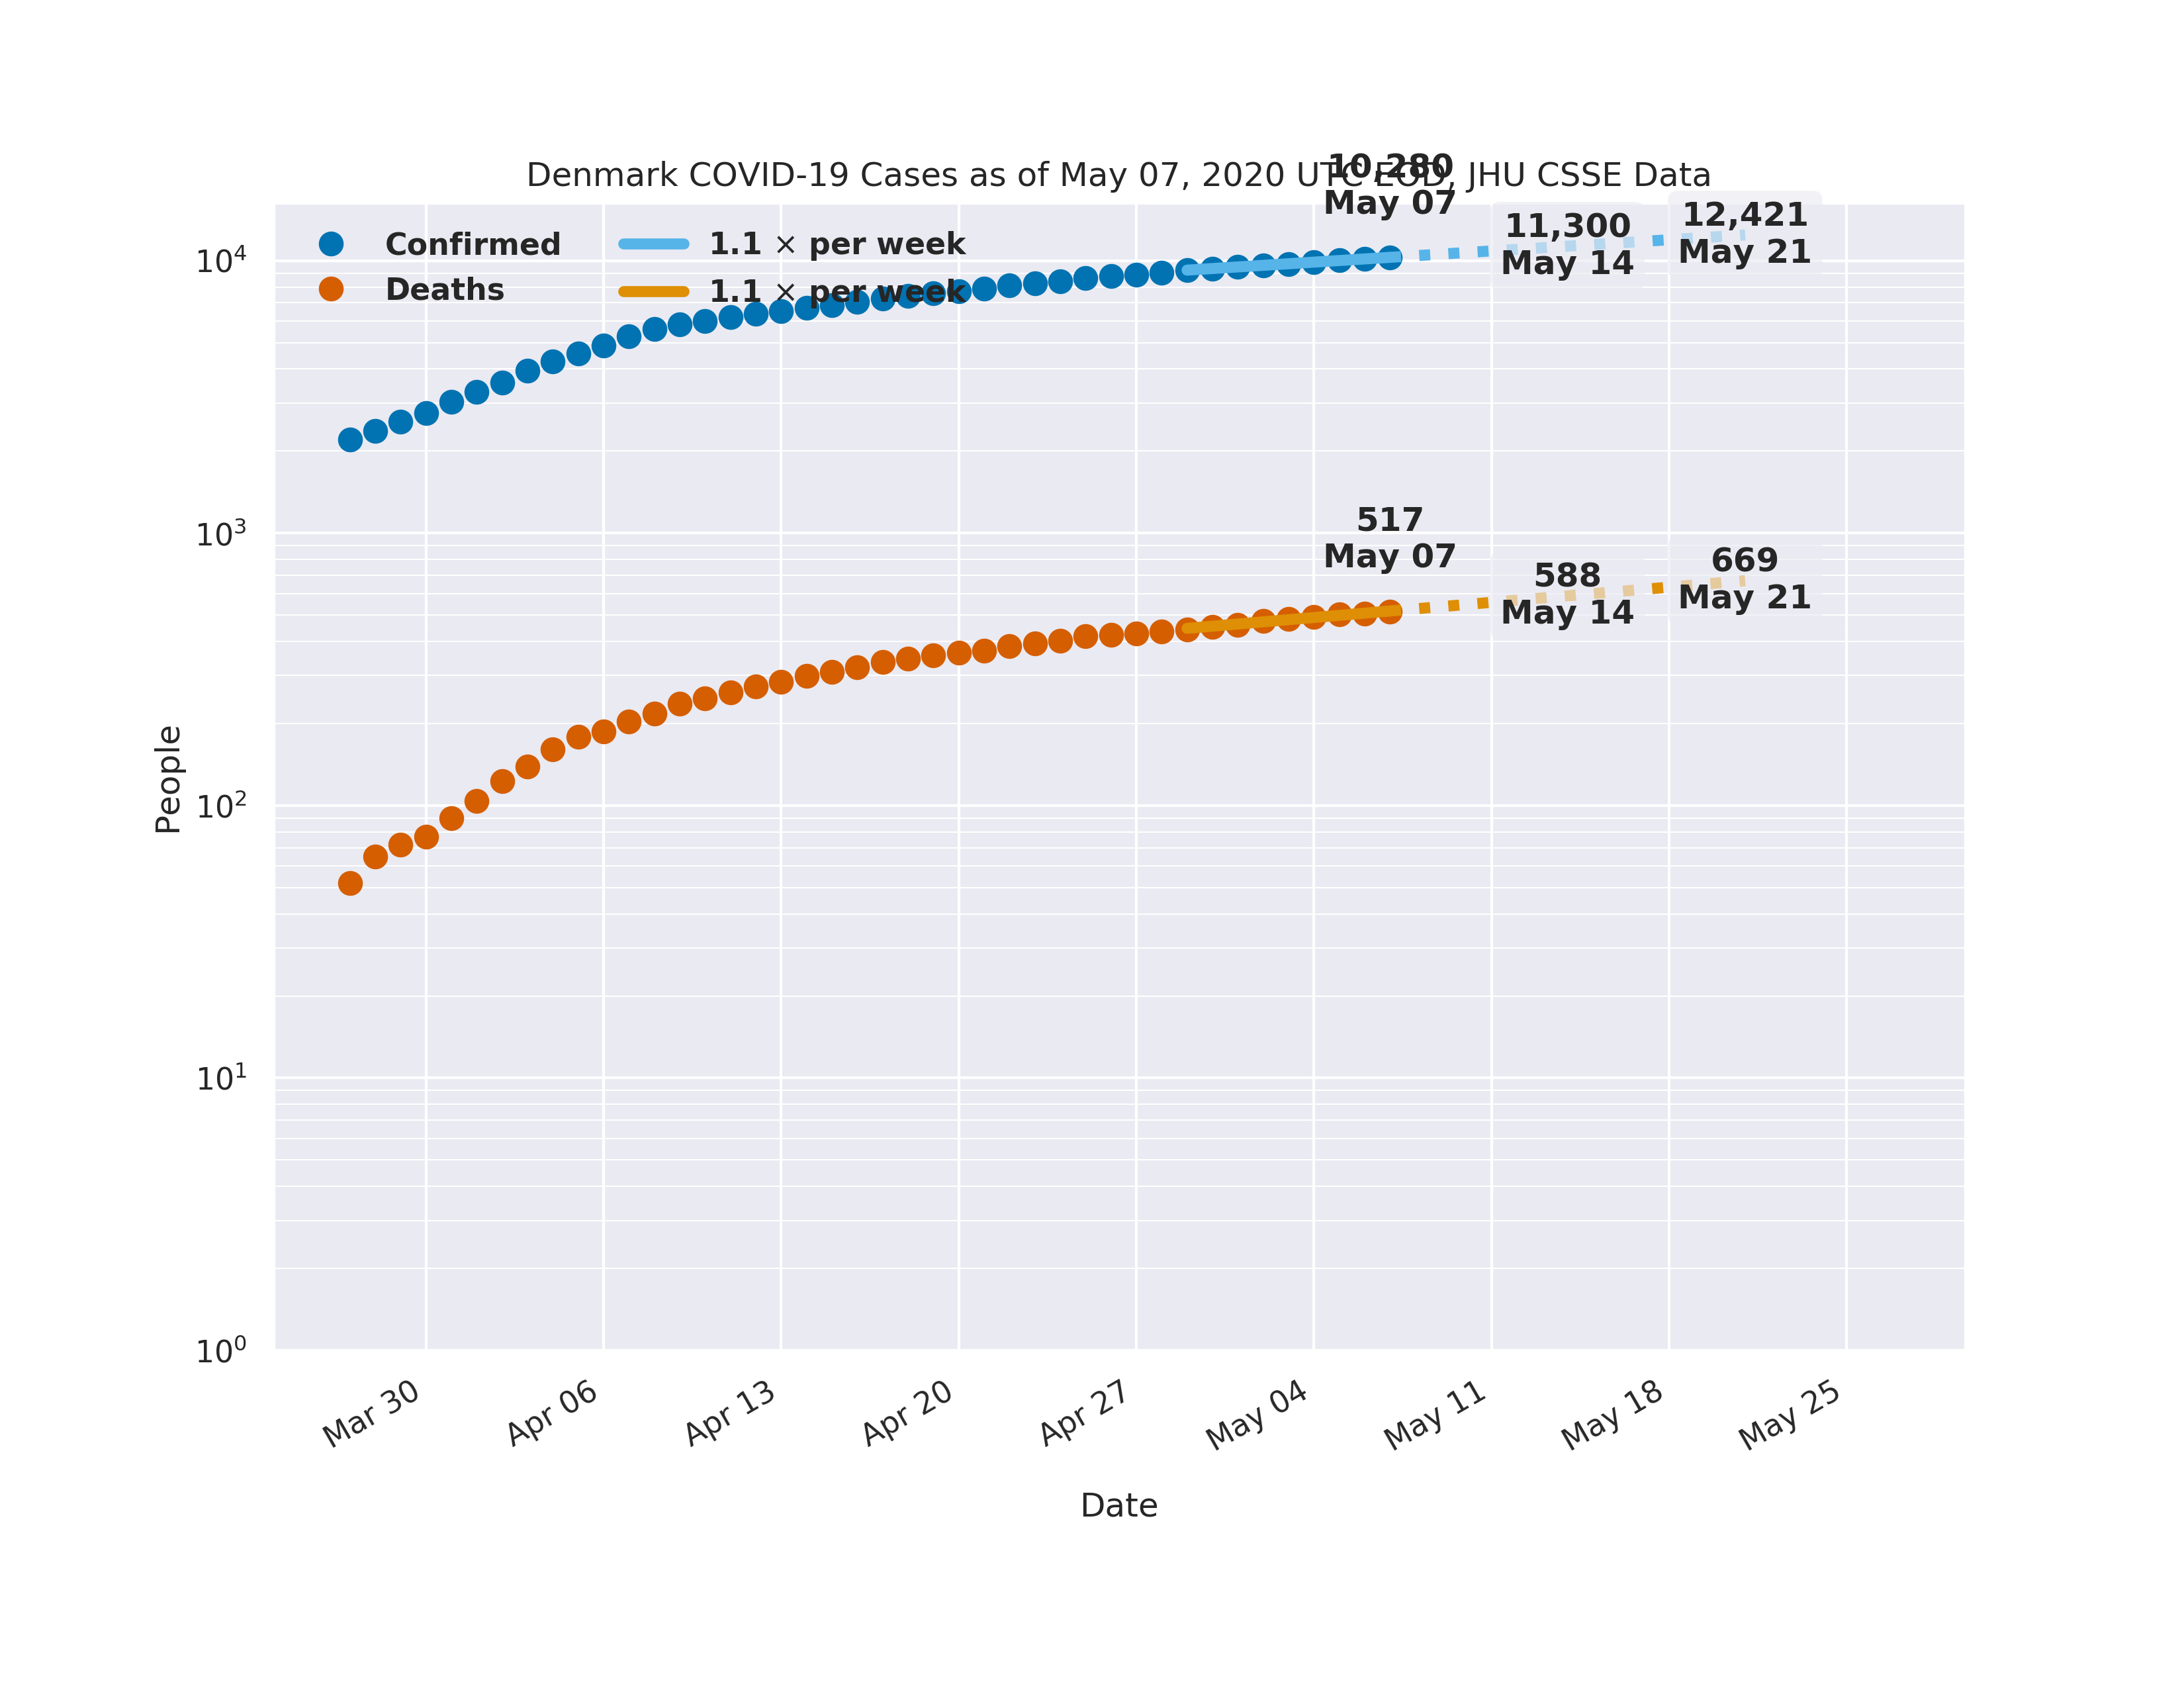 Denmark COVID-19 Cases as of May 07, 2020 UTC EOD, JHU CSSE Data
10,280
May 07
11,300
May 14
12,421
May 21
Confirmed
Deaths
1.1 × per week
1.1 × per week
517
May 07
588
May 14
669
May 21
People
10⁴
10³
10²
10¹
10⁰
Mar 30
Apr 06
Apr 13
Apr 20
Apr 27
May 04
May 11
May 18
May 25
Date